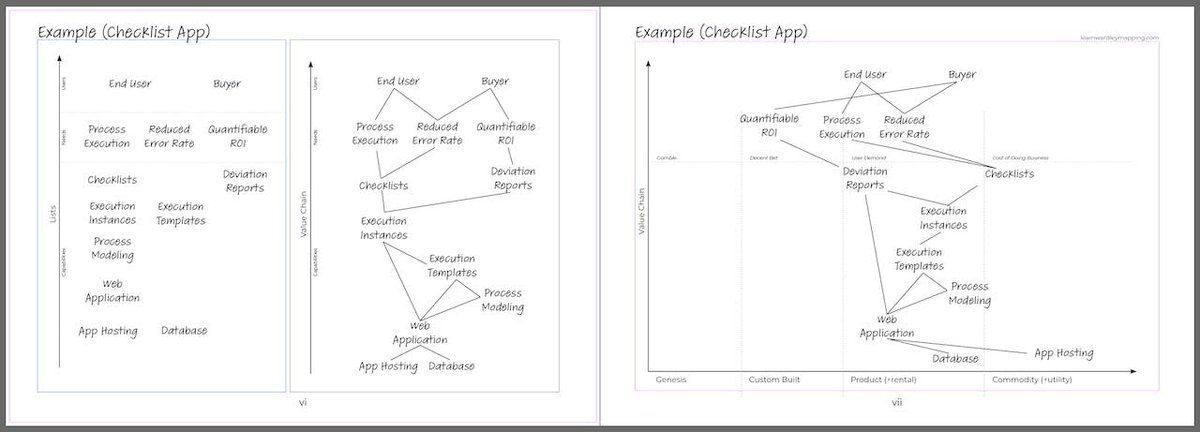 Example (Checklist App)
Users
End User
Buyer
Needs
Process
Execution
Reduced
Error Rate
Quantifiable
ROI
Lists
Checklists
Deviation
Reports
Execution
Instances
Execution
Templates
Process
Modeling
Capabilities
Web
Application
App Hosting
Database
Users
End User
Buyer
Needs
Process
Execution
Reduced
Error Rate
Quantifiable
ROI
Value Chain
Checklists
Deviation
Reports
Execution
Instances
Capabilities
Execution
Templates
Process
Modeling
Web
Application
App Hosting
Database
vi
Example (Checklist App)
learnwardleymapping.com
End User
Buyer
Quantifiable
ROI
Process
Execution
Reduced
Error Rate
Gamble
Decent Bet
User Demand
Cost of Doing Business
Value Chain
Deviation
Reports
Checklists
Execution
Instances
Execution
Templates
Process
Modeling
Web
Application
Database
App Hosting
Genesis
Custom Built
Product (+rental)
Commodity (+utility)
vii